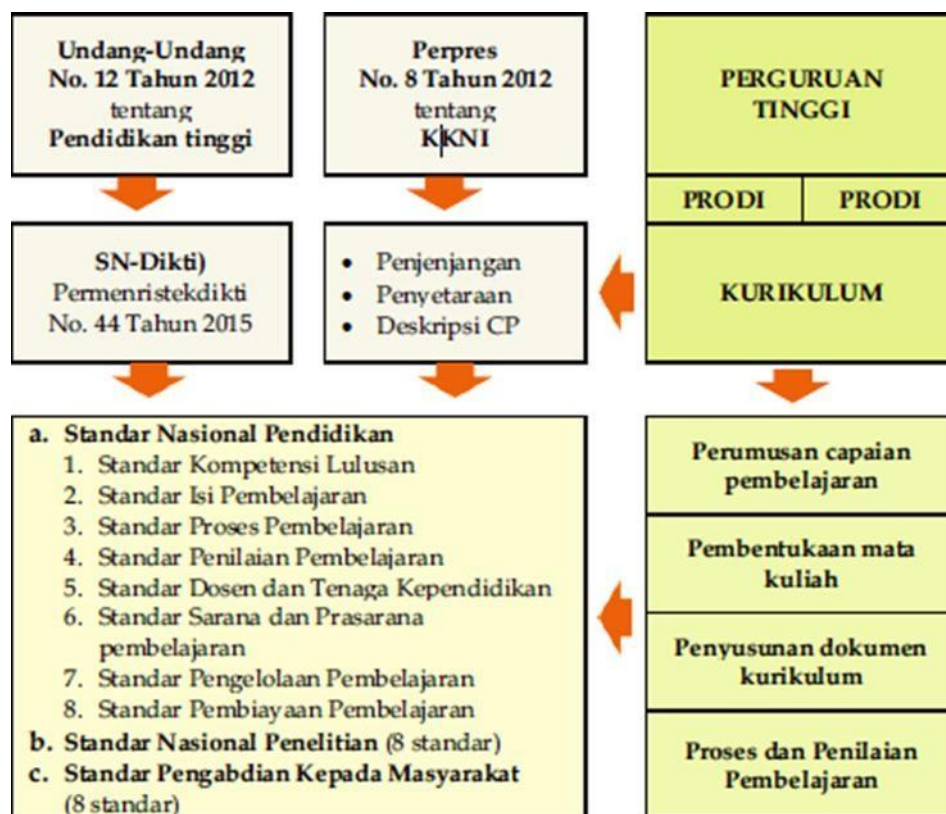 Undang-Undang
No. 12 Tahun 2012
tentang
Pendidikan tinggi
Perpres
No. 8 Tahun 2012
tentang
KKNI
PERGURUAN
TINGGI
PRODI
PRODI
SN-Dikti)
Permenristekdikti
No. 44 Tahun 2015
• Penjenjangan
• Penyetaraan
• Deskripsi CP
KURIKULUM
a. Standar Nasional Pendidikan
1. Standar Kompetensi Lulusan
2. Standar Isi Pembelajaran
3. Standar Proses Pembelajaran
4. Standar Penilaian Pembelajaran
5. Standar Dosen dan Tenaga Kependidikan
6. Standar Sarana dan Prasarana
pembelajaran
7. Standar Pengelolaan Pembelajaran
8. Standar Pembiayaan Pembelajaran
b. Standar Nasional Penelitian (8 standar)
c. Standar Pengabdian Kepada Masyarakat
(8 standar)
Perumusan capaian
pembelajaran
Pembentukaan mata
kuliah
Penyusunan dokumen
kurikulum
Proses dan Penilaian
Pembelajaran